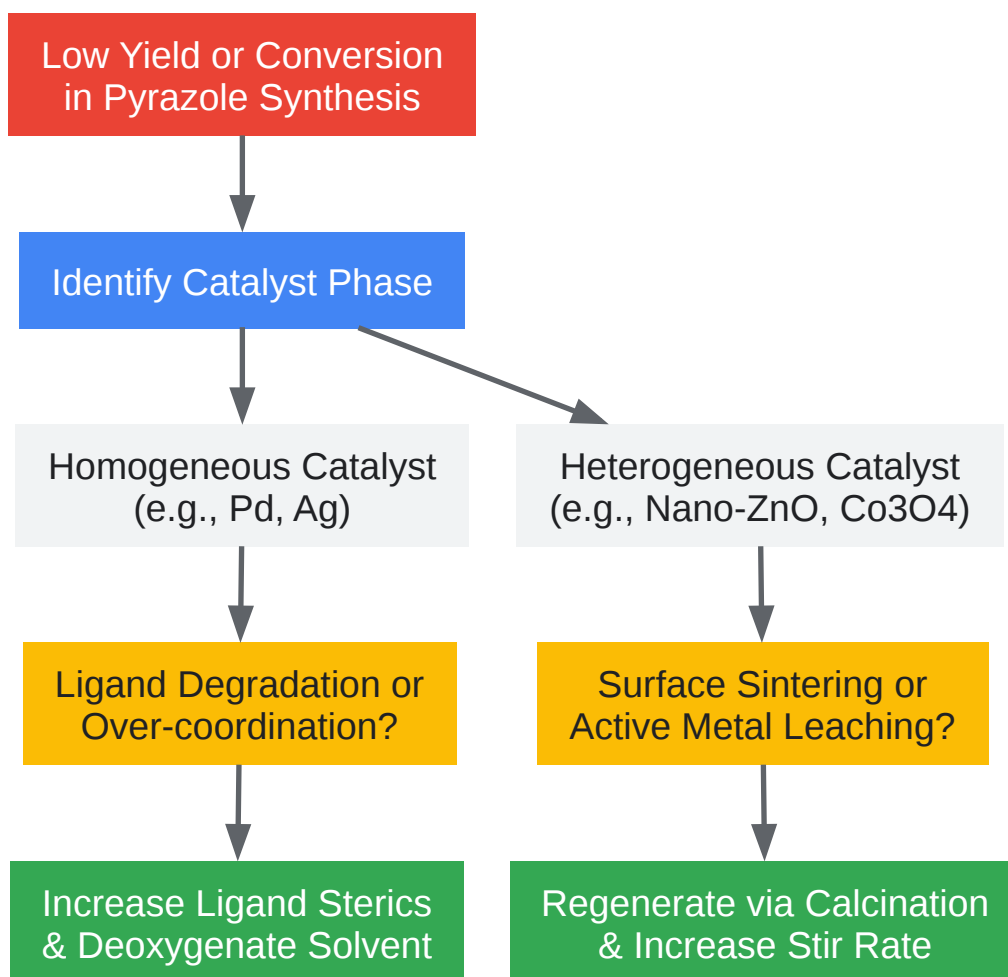 Low Yield or Conversion
in Pyrazole Synthesis
Identify Catalyst Phase
Homogeneous Catalyst
(e.g., Pd, Ag)
Heterogeneous Catalyst
(e.g., Nano-ZnO, Co3O4)
Ligand Degradation or
Over-coordination?
Surface Sintering or
Active Metal Leaching?
Increase Ligand Sterics
& Deoxygenate Solvent
Regenerate via Calcination
& Increase Stir Rate